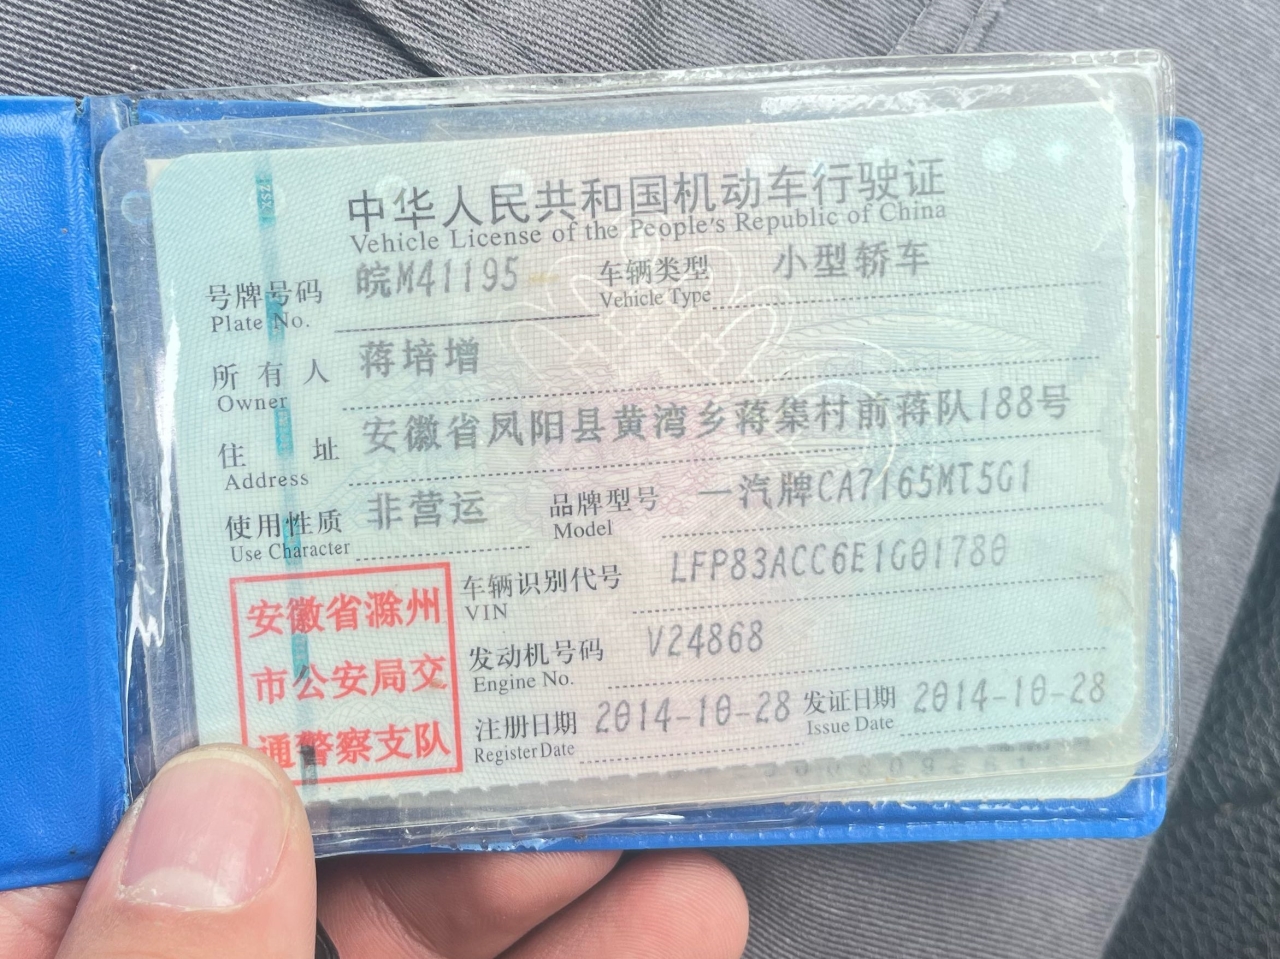 中华人民共和国机动车行驶证
Vehicle License of the People's Republic of China
号牌号码 皖M41195 车辆类型 小型轿车
Plate No. Vehicle Type
所有人 蒋培增
Owner
住址 安徽省凤阳县黄湾乡蒋集村前蒋队188号
Address
使用性质 非营运 品牌型号 一汽牌CA7165MT5G1
Use Character Model
车辆识别代号 LFP83ACC6E1G01780
VIN
发动机号码 V24868
Engine No.
注册日期 2014-10-28 发证日期 2014-10-28
Register Date Issue Date
安徽省滁州
市公安局交
通警察支队